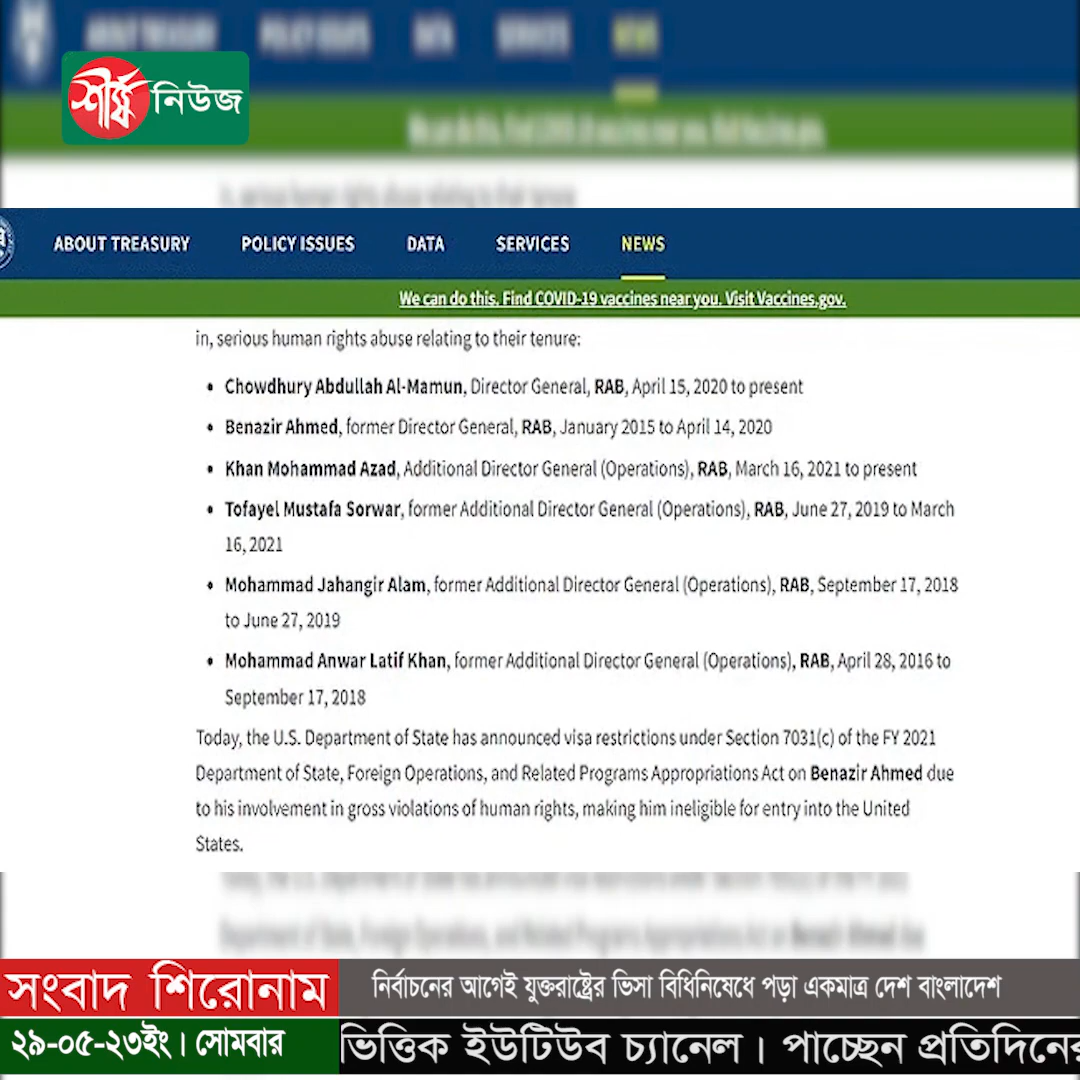 শীর্ষ নিউজ
ABOUT TREASURY POLICY ISSUES DATA SERVICES NEWS
We can do this. Find COVID-19 vaccines near you. Visit Vaccines.gov.
in, serious human rights abuse relating to their tenure:
• Chowdhury Abdullah Al-Mamun, Director General, RAB, April 15, 2020 to present
• Benazir Ahmed, former Director General, RAB, January 2015 to April 14, 2020
• Khan Mohammad Azad, Additional Director General (Operations), RAB, March 16, 2021 to present
• Tofayel Mustafa Sorwar, former Additional Director General (Operations), RAB, June 27, 2019 to March
16, 2021
• Mohammad Jahangir Alam, former Additional Director General (Operations), RAB, September 17, 2018
to June 27, 2019
• Mohammad Anwar Latif Khan, former Additional Director General (Operations), RAB, April 28, 2016 to
September 17, 2018
Today, the U.S. Department of State has announced visa restrictions under Section 7031(c) of the FY 2021
Department of State, Foreign Operations, and Related Programs Appropriations Act on Benazir Ahmed due
to his involvement in gross violations of human rights, making him ineligible for entry into the United
States.
সংবাদ শিরোনাম
নির্বাচনের আগেই যুক্তরাষ্ট্রের ভিসা বিধিনিষেধে পড়া একমাত্র দেশ বাংলাদেশ
২৯-০৫-২৩ইং। সোমবার
ভিত্তিক ইউটিউব চ্যানেল। পাচ্ছেন প্রতিদিনের